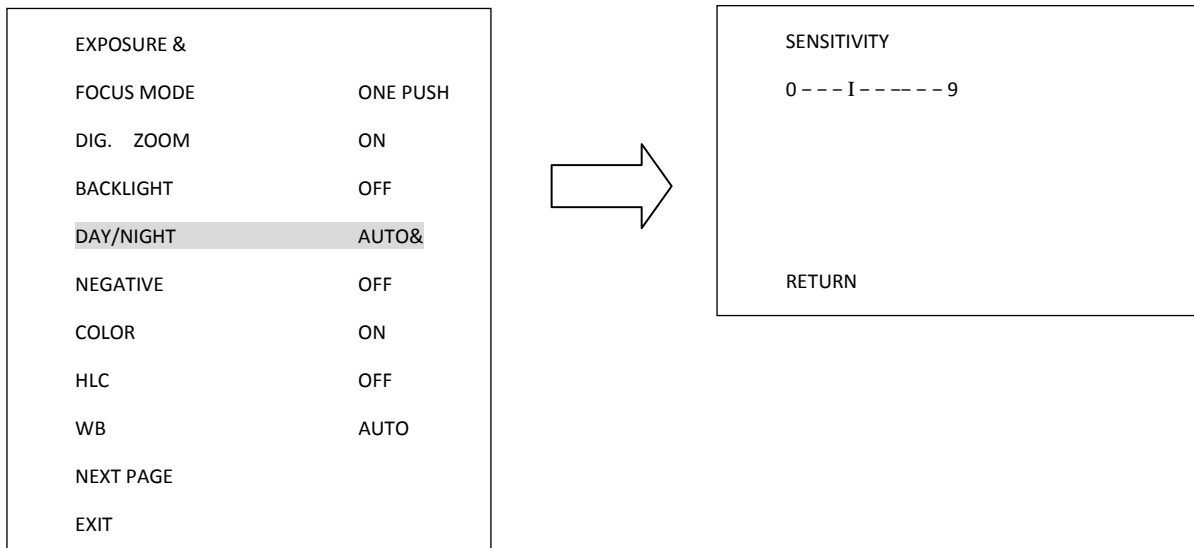 EXPOSURE &
FOCUS MODE ONE PUSH
DIG. ZOOM ON
BACKLIGHT OFF
DAY/NIGHT AUTO&
NEGATIVE OFF
COLOR ON
HLC OFF
WB AUTO
NEXT PAGE
EXIT
SENSITIVITY
0 – – – I – – –-– – – 9
RETURN